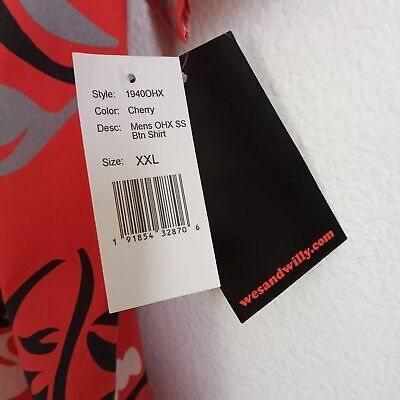 Style: 1940OHX
Color: Cherry
Desc: Mens OHX SS
Btn Shirt
Size: XXL
1 91854 32870 6
wesandwilly.com